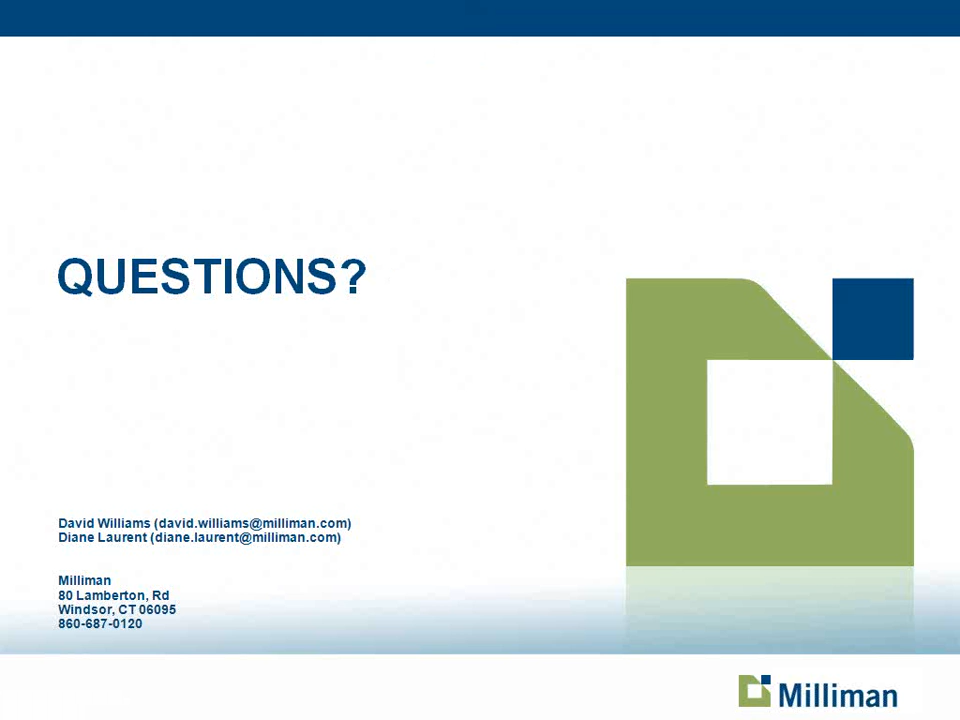 QUESTIONS?
David Williams (david.williams@milliman.com)
Diane Laurent (diane.laurent@milliman.com)
Milliman
80 Lamberton, Rd
Windsor, CT 06095
860-687-0120
Milliman